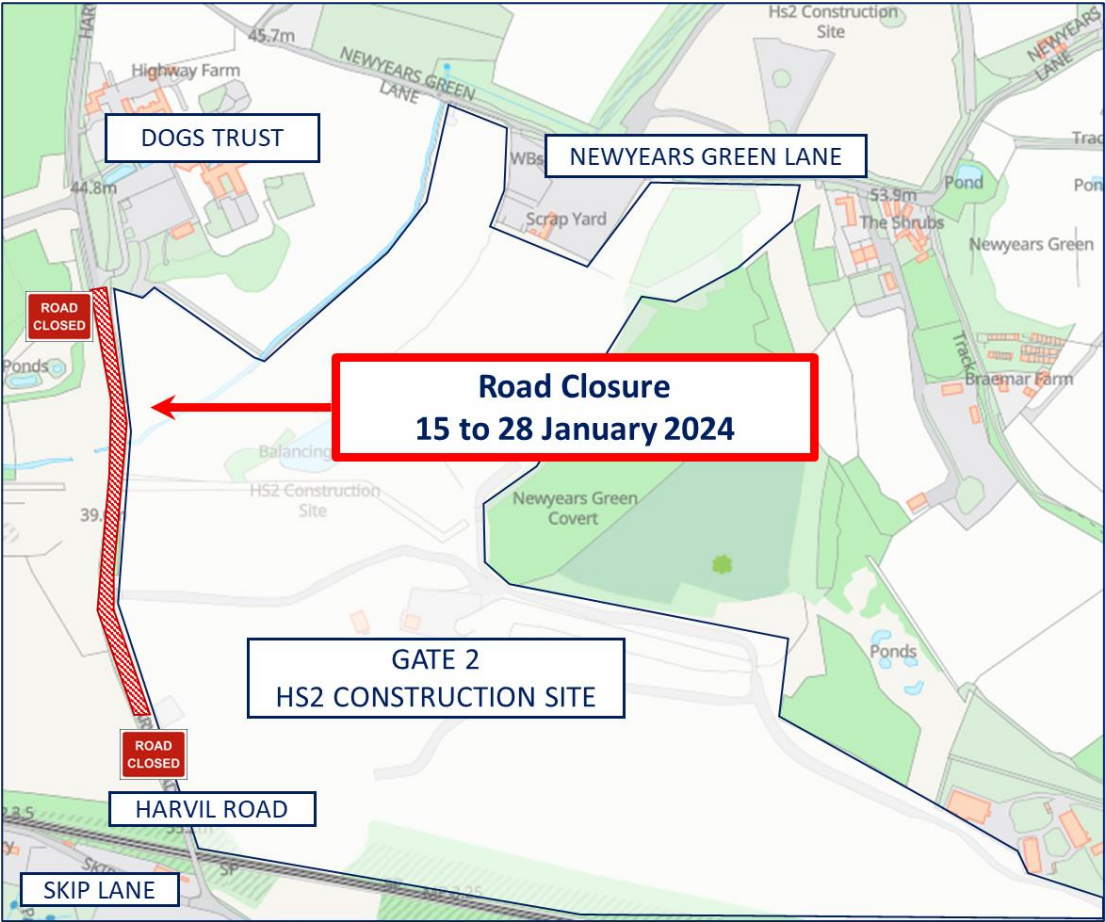 Hs2 Construction
Site
45.7m
NEWYEARS GREEN
LANE
NEWYEARS
LANE
Highway Farm
DOGS TRUST
WBs
NEWYEARS GREEN LANE
44.8m
53.9m
Pond
Scrap Yard
The Shrubs
Newyears Green
ROAD
CLOSED
Ponds
Track
Braemar Farm
Road Closure
15 to 28 January 2024
Balancing
HS2 Construction
Site
Newyears Green
Covert
39.
GATE 2
HS2 CONSTRUCTION SITE
Ponds
ROAD
CLOSED
HARVIL ROAD
SKIP LANE
SP
SP